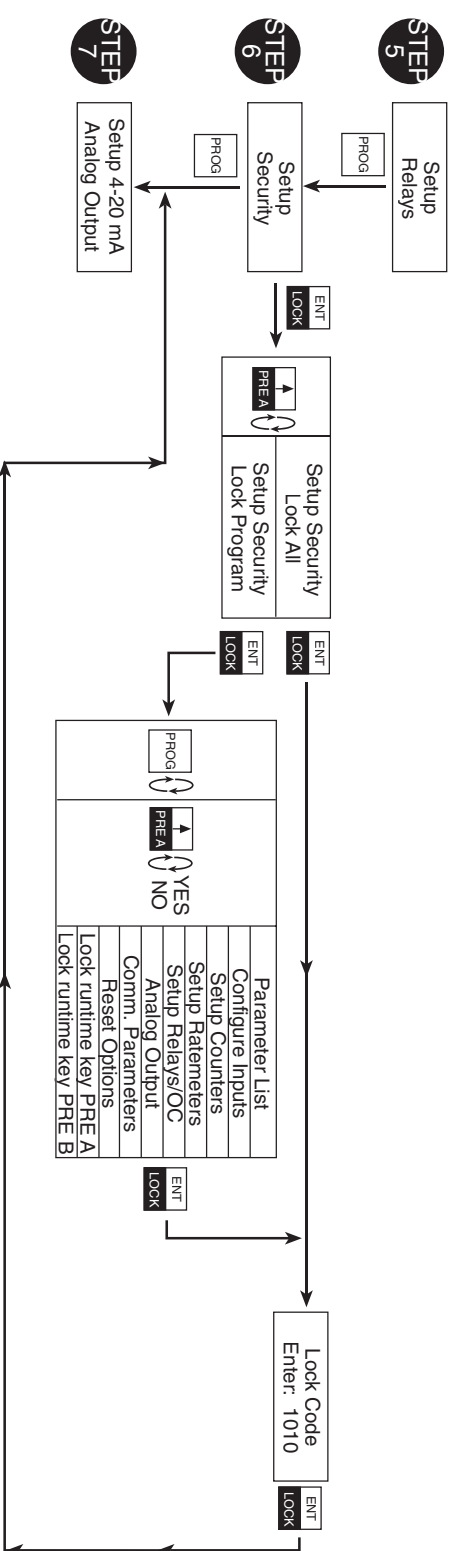 STEP
5
Setup
Relays
PROG
STEP
6
Setup
Security
PROG
STEP
7
Setup 4-20 mA
Analog Output
ENT
LOCK
PRE A
Setup Security
Lock All
Setup Security
Lock Program
ENT
LOCK
ENT
LOCK
PROG
PRE A
YES
NO
Parameter List
Configure Inputs
Setup Counters
Setup Ratemeters
Setup Relays/OC
Analog Output
Comm. Parameters
Reset Options
Lock runtime key PRE A
Lock runtime key PRE B
ENT
LOCK
Lock Code
Enter: 1010
ENT
LOCK